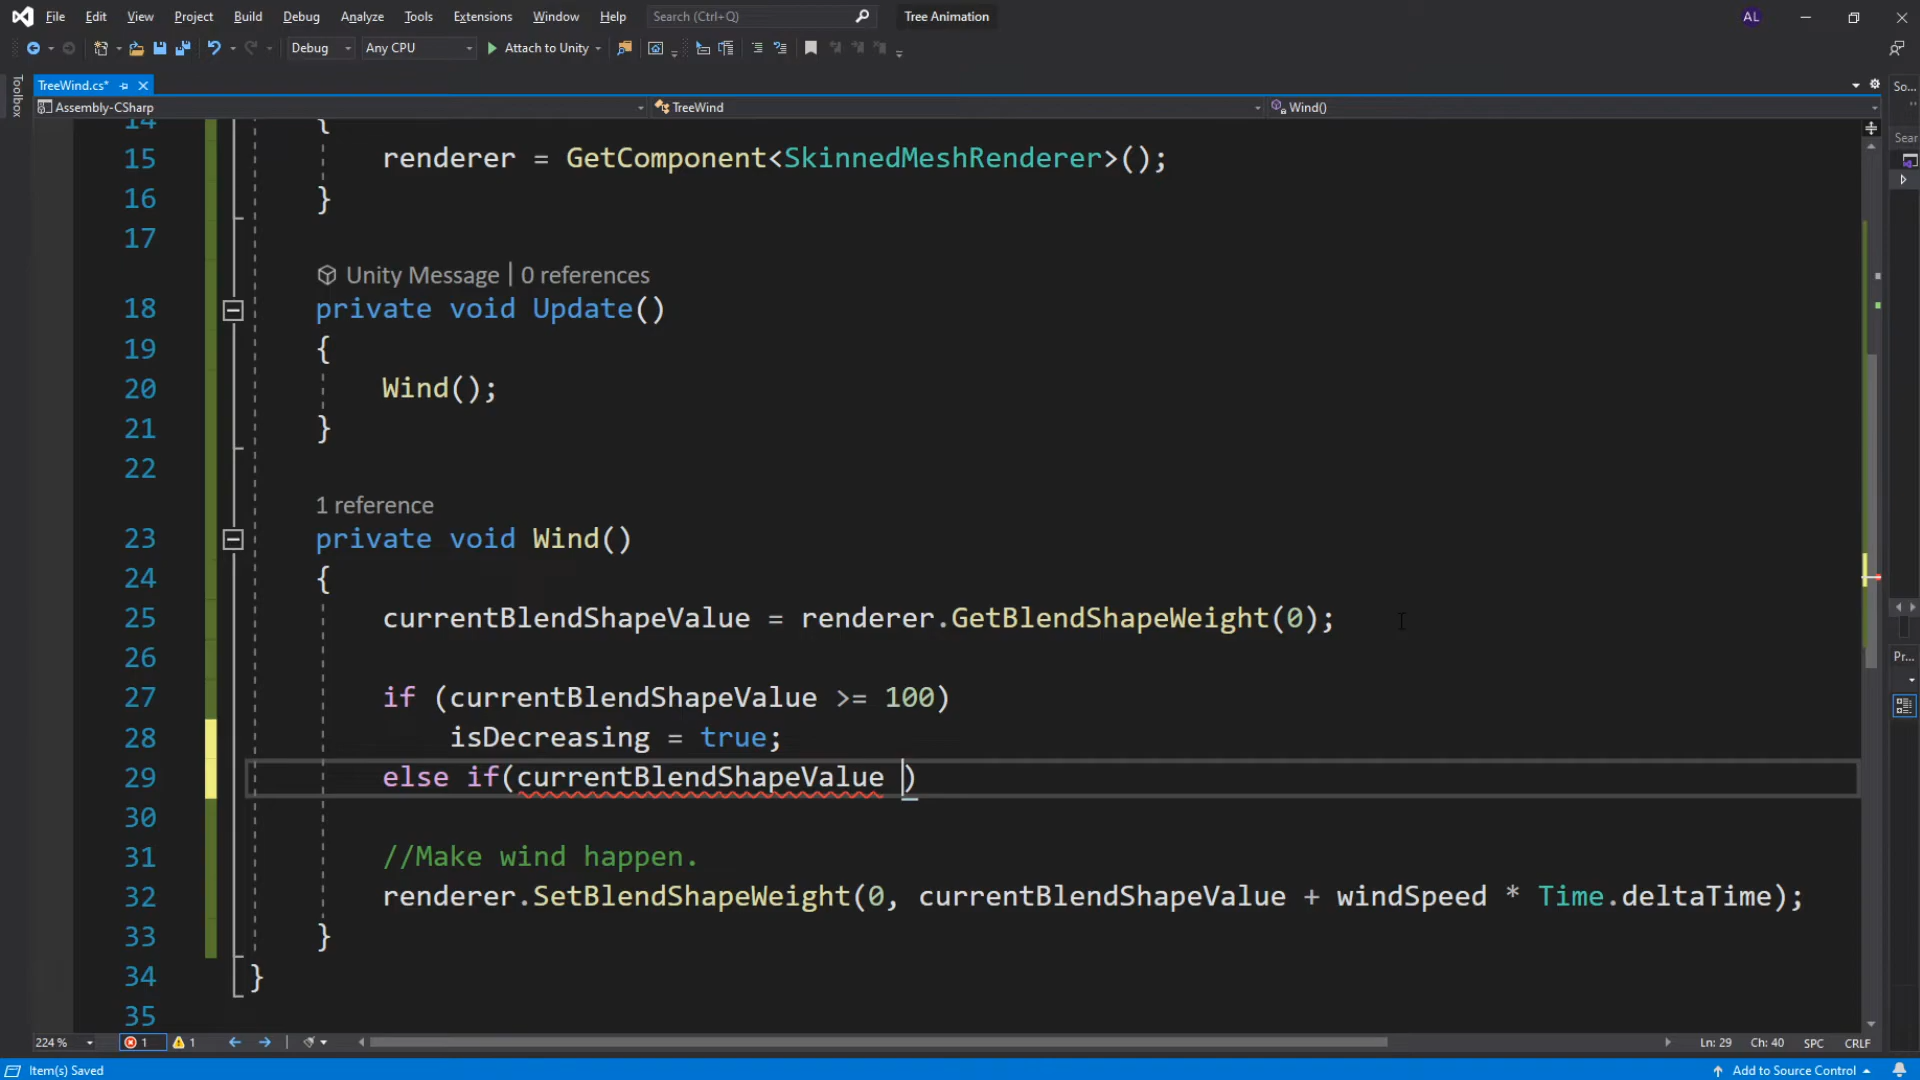 File Edit View Project Build Debug Analyze Tools Extensions Window Help Search (Ctrl+Q) Tree Animation AL
Debug Any CPU Attach to Unity
Toolbox
TreeWind.cs* So...
Assembly-CSharp TreeWind Wind()
Sear
14 {
15 renderer = GetComponent<SkinnedMeshRenderer>();
16 }
17
Unity Message | 0 references
18 private void Update()
19 {
20 Wind();
21 }
22
1 reference
23 private void Wind()
24 {
25 currentBlendShapeValue = renderer.GetBlendShapeWeight(0);
26
Pr...
27 if (currentBlendShapeValue >= 100)
28 isDecreasing = true;
29 else if(currentBlendShapeValue )
30
31 //Make wind happen.
32 renderer.SetBlendShapeWeight(0, currentBlendShapeValue + windSpeed * Time.deltaTime);
33 }
34 }
35
224 % 1 1 Ln: 29 Ch: 40 SPC CRLF
Item(s) Saved Add to Source Control